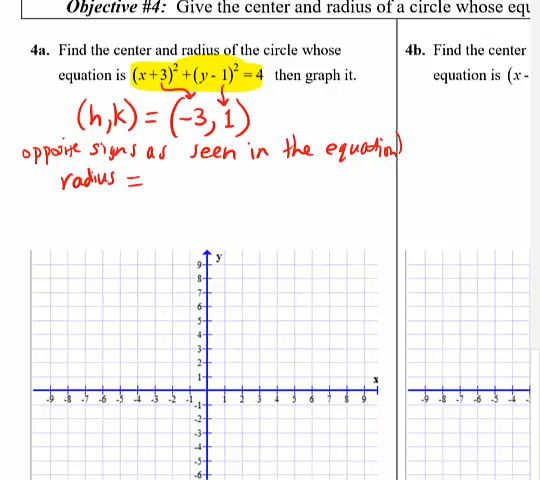 Objective #4: Give the center and radius of a circle whose equ
4a. Find the center and radius of the circle whose
equation is (x+3)² + (y - 1)² = 4 then graph it.
(h,k) = (-3, 1)
opposite signs as seen in the equation)
radius =
4b. Find the center
equation is (x -
y
9
8
7
6
5
4
3
2
1
x
-9 -8 -7 -6 -5 -4 -3 -2 -1 1 2 3 4 5 6 7 8 9
-1
-2
-3
-4
-5
-6
-9 -8 -7 -6 -5 -4